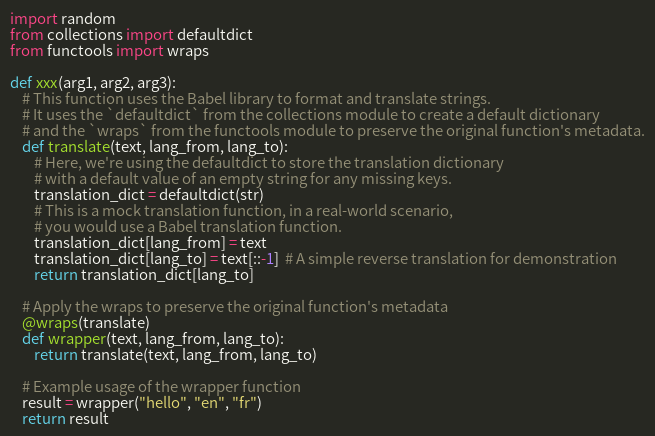 import random
from collections import defaultdict
from functools import wraps
def xxx(arg1, arg2, arg3):
# This function uses the Babel library to format and translate strings.
# It uses the `defaultdict` from the collections module to create a default dictionary
# and the `wraps` from the functools module to preserve the original function's metadata.
def translate(text, lang_from, lang_to):
# Here, we're using the defaultdict to store the translation dictionary
# with a default value of an empty string for any missing keys.
translation_dict = defaultdict(str)
# This is a mock translation function, in a real-world scenario,
# you would use a Babel translation function.
translation_dict[lang_from] = text
translation_dict[lang_to] = text[::-1]  # A simple reverse translation for demonstration
return translation_dict[lang_to]
# Apply the wraps to preserve the original function's metadata
@wraps(translate)
def wrapper(text, lang_from, lang_to):
return translate(text, lang_from, lang_to)
# Example usage of the wrapper function
result = wrapper("hello", "en", "fr")
return result